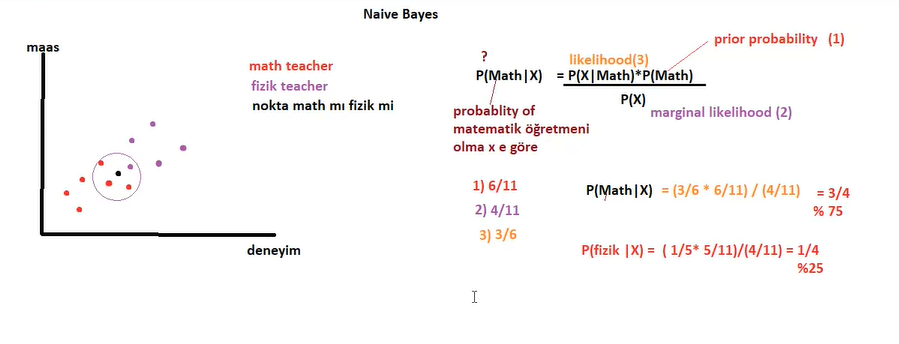 Naive Bayes
maas
math teacher
fizik teacher
nokta math mı fizik mi
deneyim
?
likelihood(3)
prior probability (1)
P(Math|X) = P(X|Math)*P(Math)
P(X)
marginal likelihood (2)
probablity of
matematik öğretmeni
olma x e göre
1) 6/11
2) 4/11
3) 3/6
P(Math|X) = (3/6 * 6/11) / (4/11) = 3/4
% 75
P(fizik |X) = ( 1/5* 5/11)/(4/11) = 1/4
%25